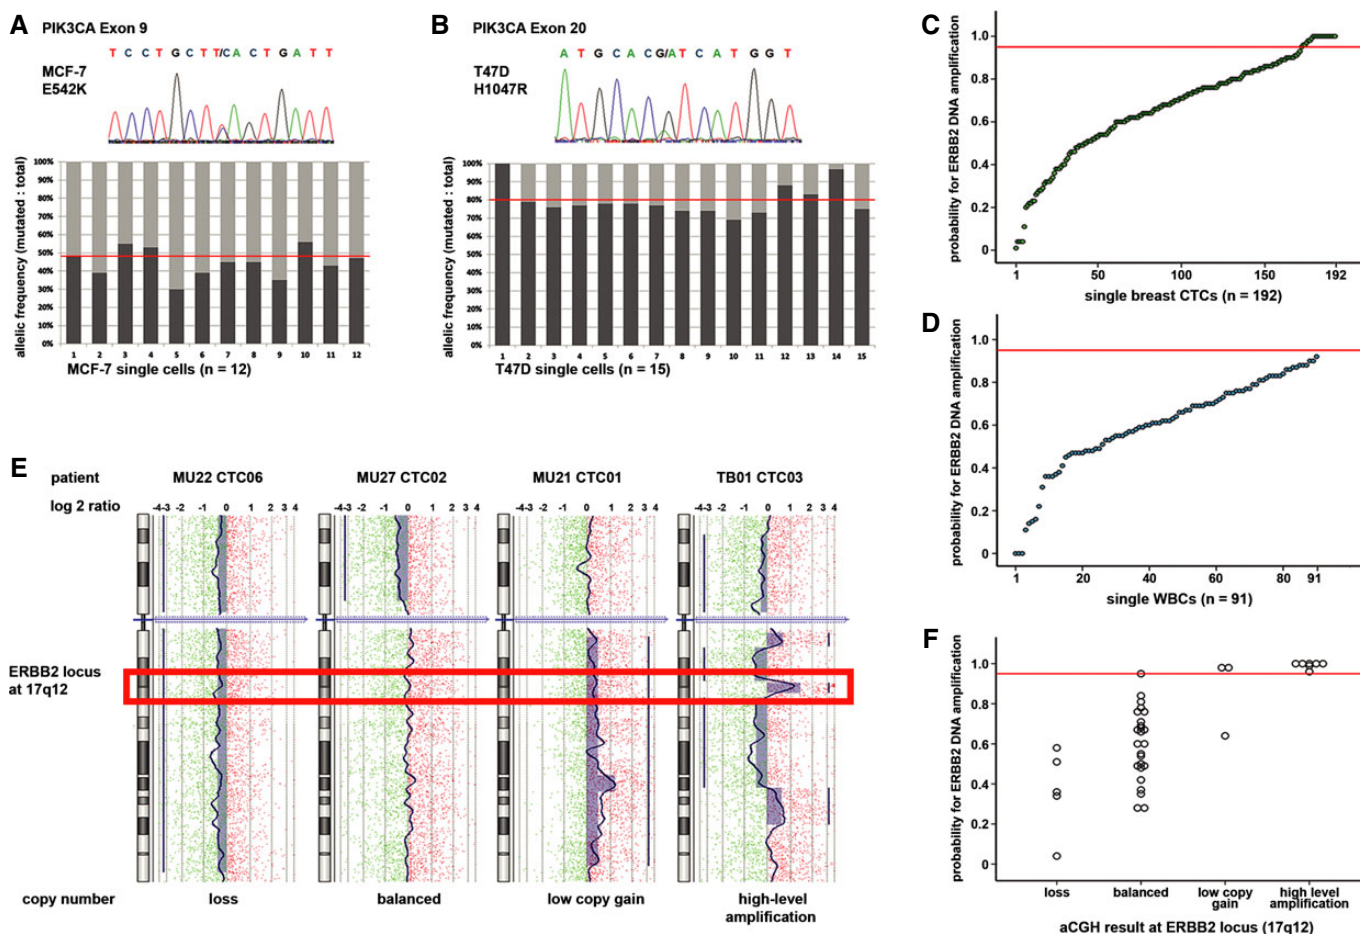 A
PIK3CA Exon 9
T C C T G C T T/C A C T G A T T
MCF-7
E542K
allelic frequency (mutated : total)
100%
90%
80%
70%
60%
50%
40%
30%
20%
10%
0%
1 2 3 4 5 6 7 8 9 10 11 12
MCF-7 single cells (n = 12)
B
PIK3CA Exon 20
A T G C A C G/A T C A T G G T
T47D
H1047R
allelic frequency (mutated : total)
100%
90%
80%
70%
60%
50%
40%
30%
20%
10%
0%
1 2 3 4 5 6 7 8 9 10 11 12 13 14 15
T47D single cells (n = 15)
C
probability for ERBB2 DNA amplification
1.0
0.8
0.6
0.4
0.2
0
1 50 100 150 192
single breast CTCs (n = 192)
D
probability for ERBB2 DNA amplification
1.0
0.8
0.6
0.4
0.2
0
1 20 40 60 80 91
single WBCs (n = 91)
E
patient MU22 CTC06 MU27 CTC02 MU21 CTC01 TB01 CTC03
log 2 ratio -4-3 -2 -1 0 1 2 3 4 -4-3 -2 -1 0 1 2 3 4 -4-3 -2 -1 0 1 2 3 4 -4-3 -2 -1 0 1 2 3 4
ERBB2 locus
at 17q12
copy number loss balanced low copy gain high-level
amplification
F
probability for ERBB2 DNA amplification
1.0
0.8
0.6
0.4
0.2
0
loss balanced low copy
gain high level
amplification
aCGH result at ERBB2 locus (17q12)